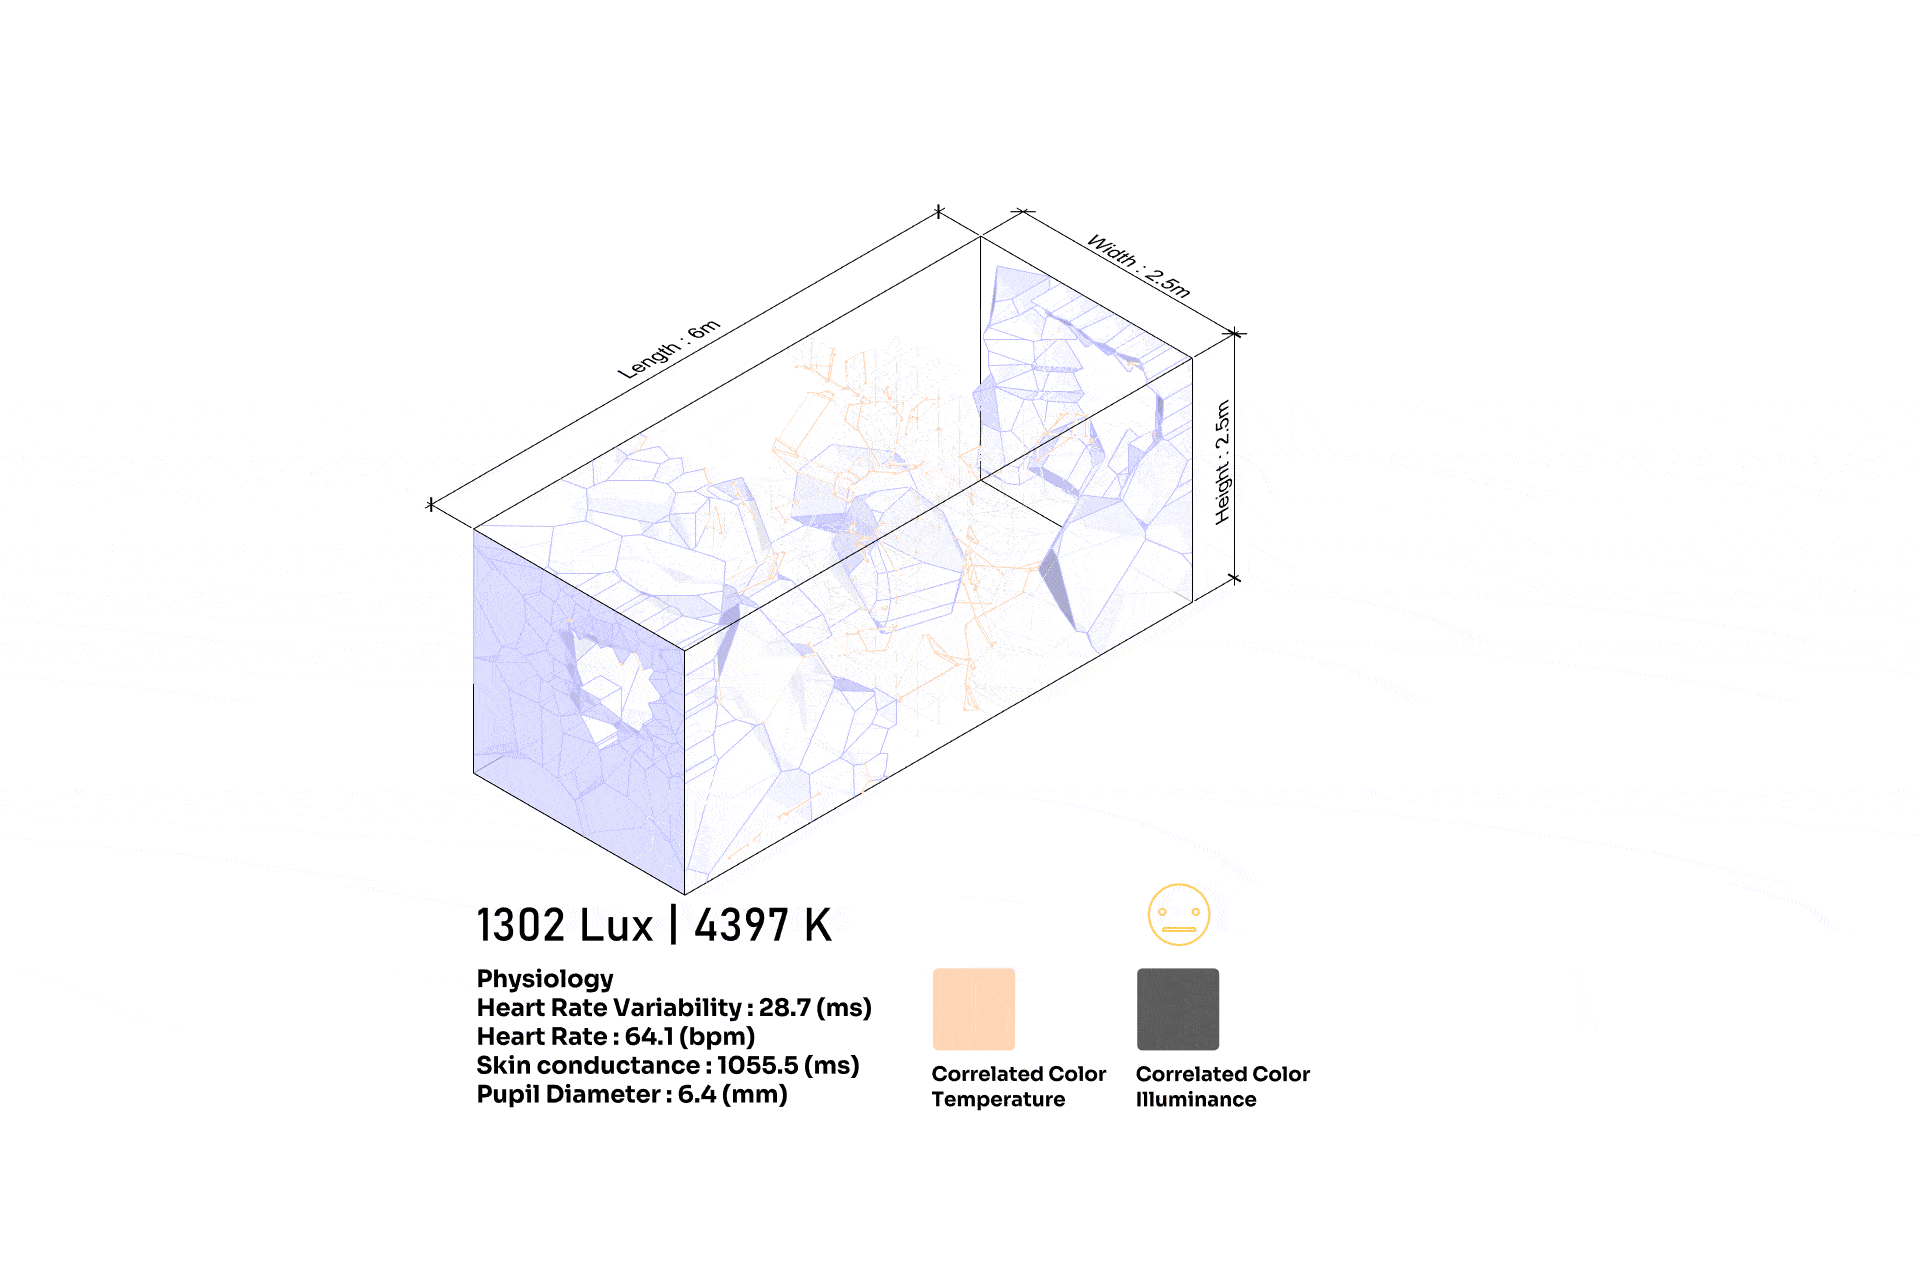 Length : 6m
Width : 2.5m
Height : 2.5m
1302 Lux | 4397 K
Physiology
Heart Rate Variability : 28.7 (ms)
Heart Rate : 64.1 (bpm)
Skin conductance : 1055.5 (ms)
Pupil Diameter : 6.4 (mm)
Correlated Color
Temperature
Correlated Color
Illuminance